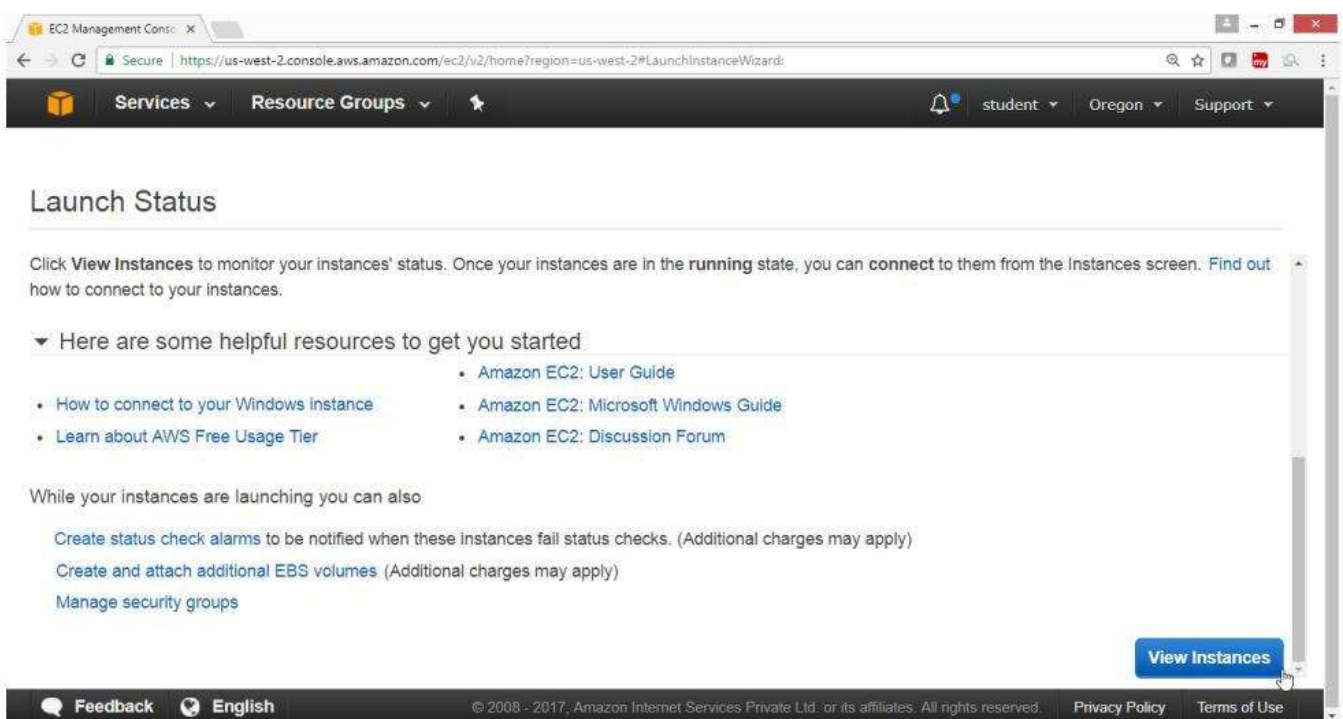 EC2 Management Consc
Secure | https://us-west-2.console.aws.amazon.com/ec2/v2/home?region=us-west-2#LaunchInstanceWizard:
my
Services Resource Groups student Oregon Support
Launch Status
Click View Instances to monitor your instances' status. Once your instances are in the running state, you can connect to them from the Instances screen. Find out
how to connect to your instances.
Here are some helpful resources to get you started
• Amazon EC2: User Guide
• How to connect to your Windows instance • Amazon EC2: Microsoft Windows Guide
• Learn about AWS Free Usage Tier • Amazon EC2: Discussion Forum
While your instances are launching you can also
Create status check alarms to be notified when these instances fail status checks. (Additional charges may apply)
Create and attach additional EBS volumes (Additional charges may apply)
Manage security groups
View Instances
Feedback English © 2008 - 2017, Amazon Internet Services Private Ltd. or its affiliates. All rights reserved. Privacy Policy Terms of Use